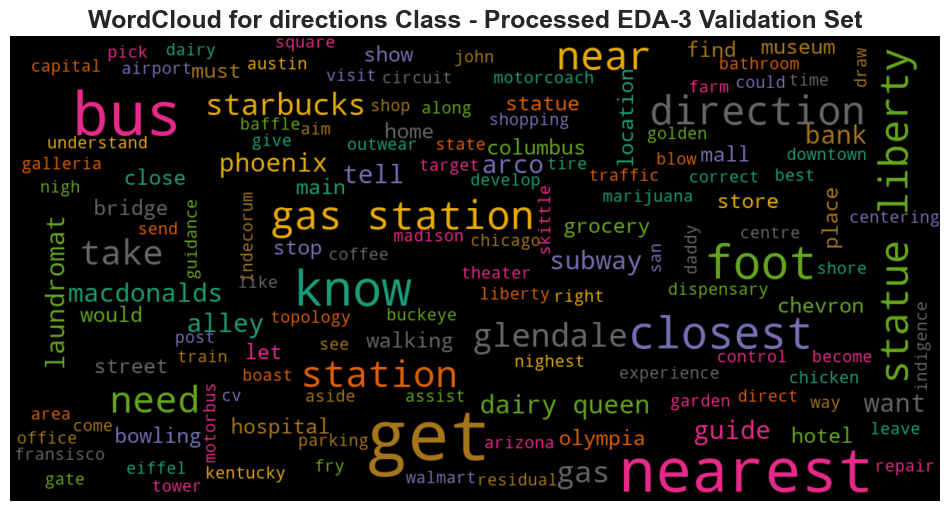 WordCloud for directions Class - Processed EDA-3 Validation Set
capital pick dairy square show john near find museum draw
airport must austin visit circuit motorcoach bathroom
bus starbucks shop along statue location farm could time
direction liberty
understand baffle aim home shopping golden bank
give outwear state columbus
galleria phoenix tell target arco tire blow mall downtown
nigh close main develop traffic correct best
bridge guidance indecorum gas station skittle marijuana store place centering
send madison chicago grocery
take stop coffee subway san daddy centre foot shore
laundromat macdonalds like know theater liberty right dispensary statue
would alley topology buckeye glendale closest chevron
post see walking
street train let nighest control become
boast station experience chicken indigence
need motorbus cv aside assist dairy queen garden direct way want
area come bowling hospital get guide hotel leave
office parking arizona olympia
fransisco eiffel kentucky fry walmart residual gas nearest repair
gate tower